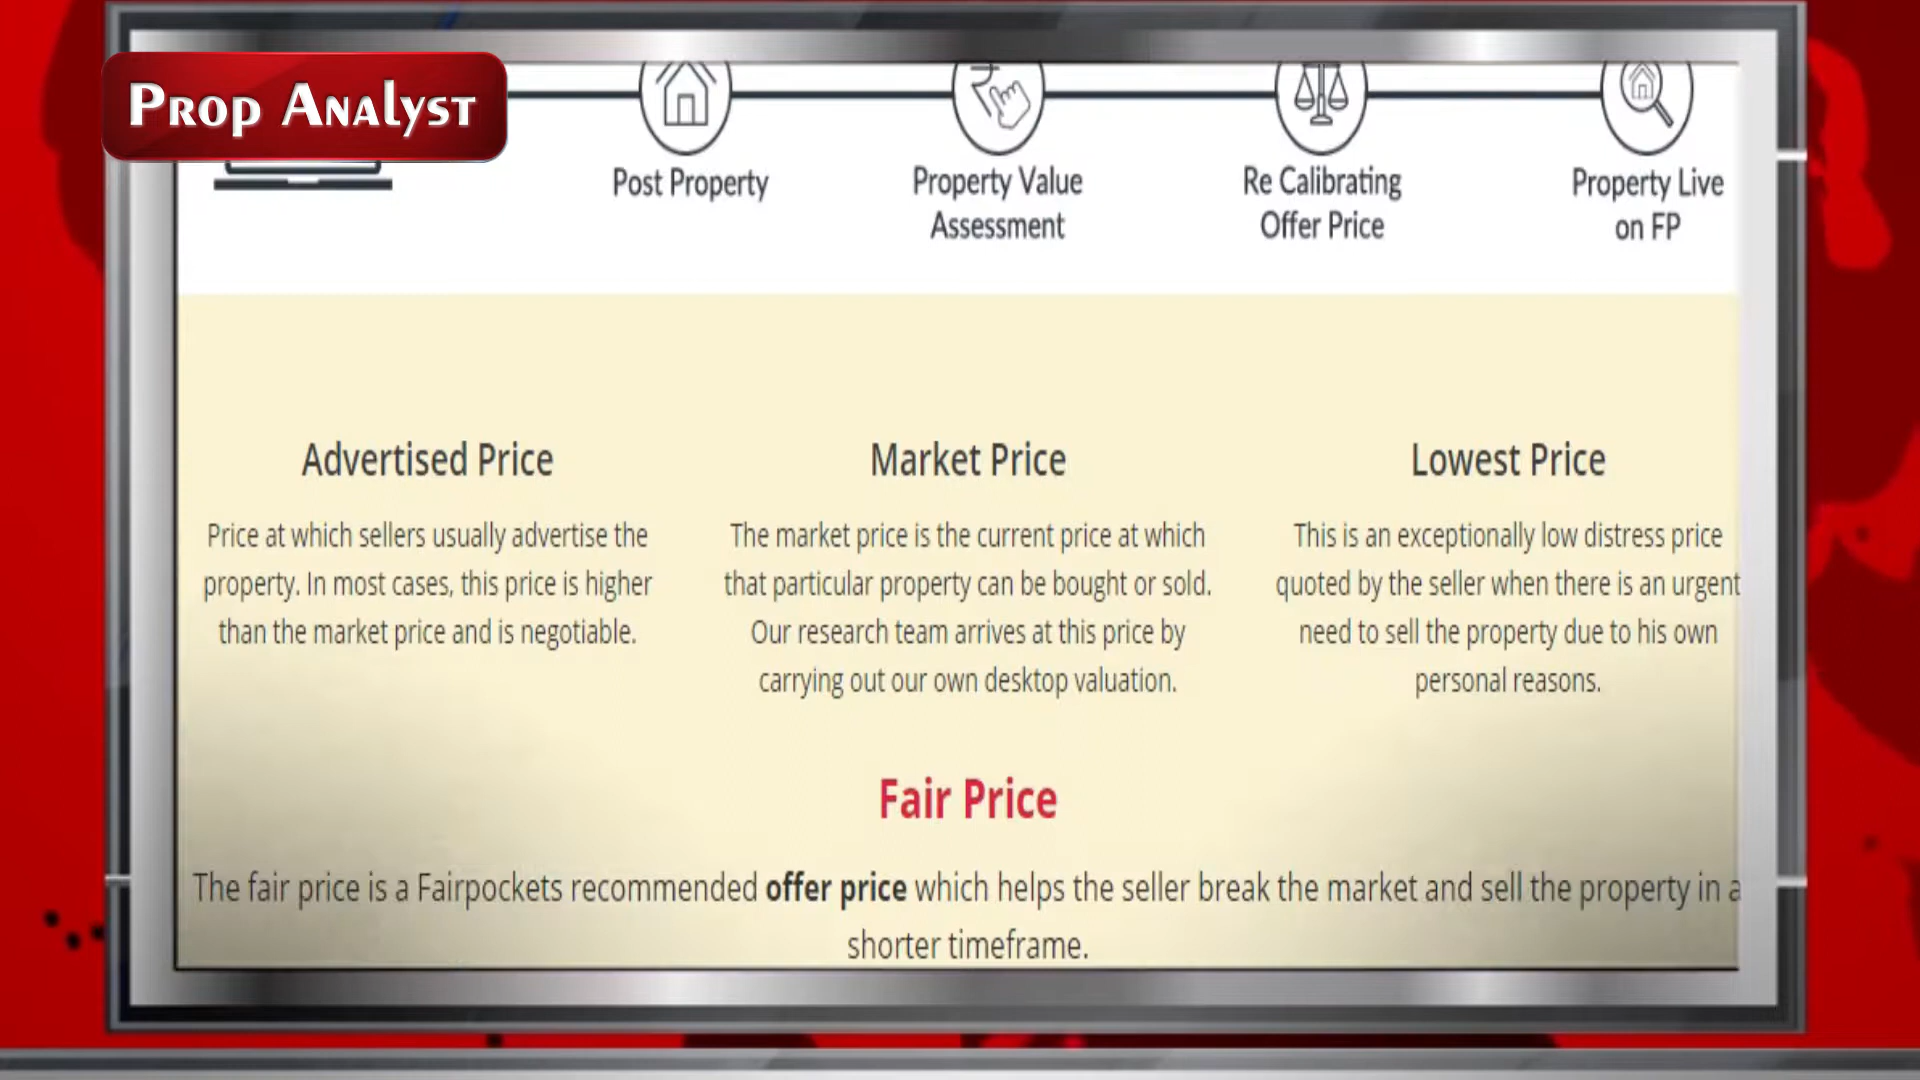 Prop Analyst
Post Property
Property Value
Assessment
Re Calibrating
Offer Price
Property Live
on FP
Advertised Price
Price at which sellers usually advertise the
property. In most cases, this price is higher
than the market price and is negotiable.
Market Price
The market price is the current price at which
that particular property can be bought or sold.
Our research team arrives at this price by
carrying out our own desktop valuation.
Lowest Price
This is an exceptionally low distress price
quoted by the seller when there is an urgent
need to sell the property due to his own
personal reasons.
Fair Price
The fair price is a Fairpockets recommended offer price which helps the seller break the market and sell the property in a
shorter timeframe.